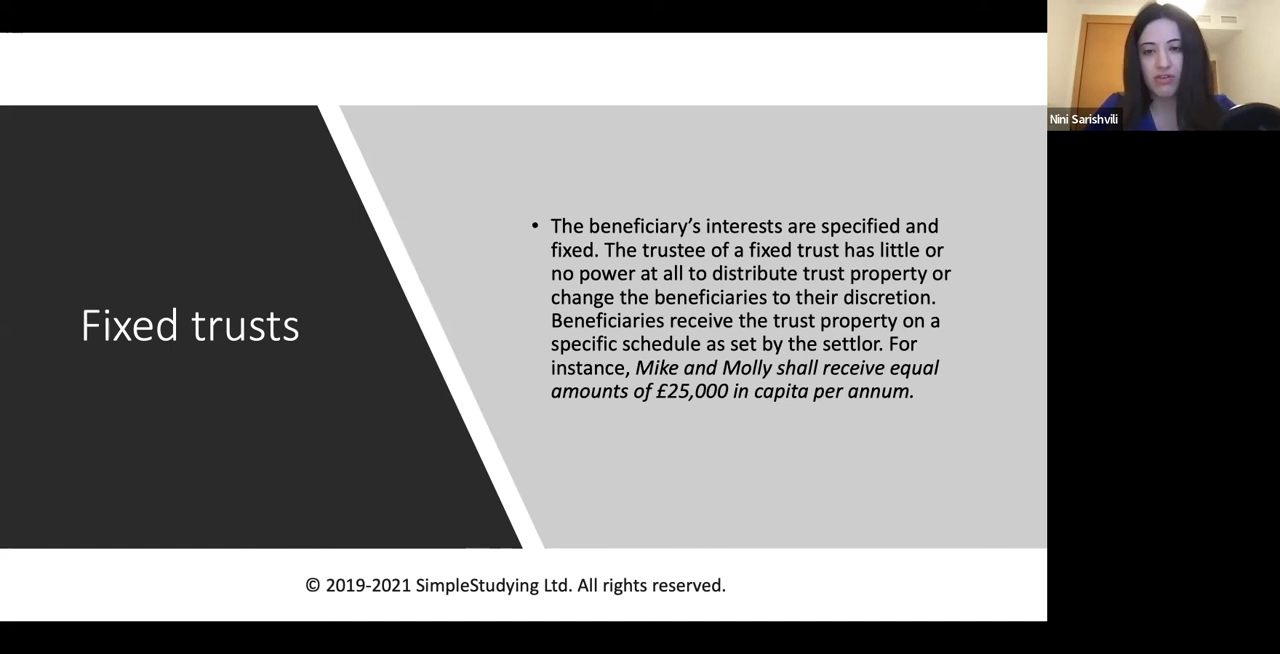 Nini Sarishvili
Fixed trusts
• The beneficiary’s interests are specified and
fixed. The trustee of a fixed trust has little or
no power at all to distribute trust property or
change the beneficiaries to their discretion.
Beneficiaries receive the trust property on a
specific schedule as set by the settlor. For
instance, Mike and Molly shall receive equal
amounts of £25,000 in capita per annum.
© 2019-2021 SimpleStudying Ltd. All rights reserved.